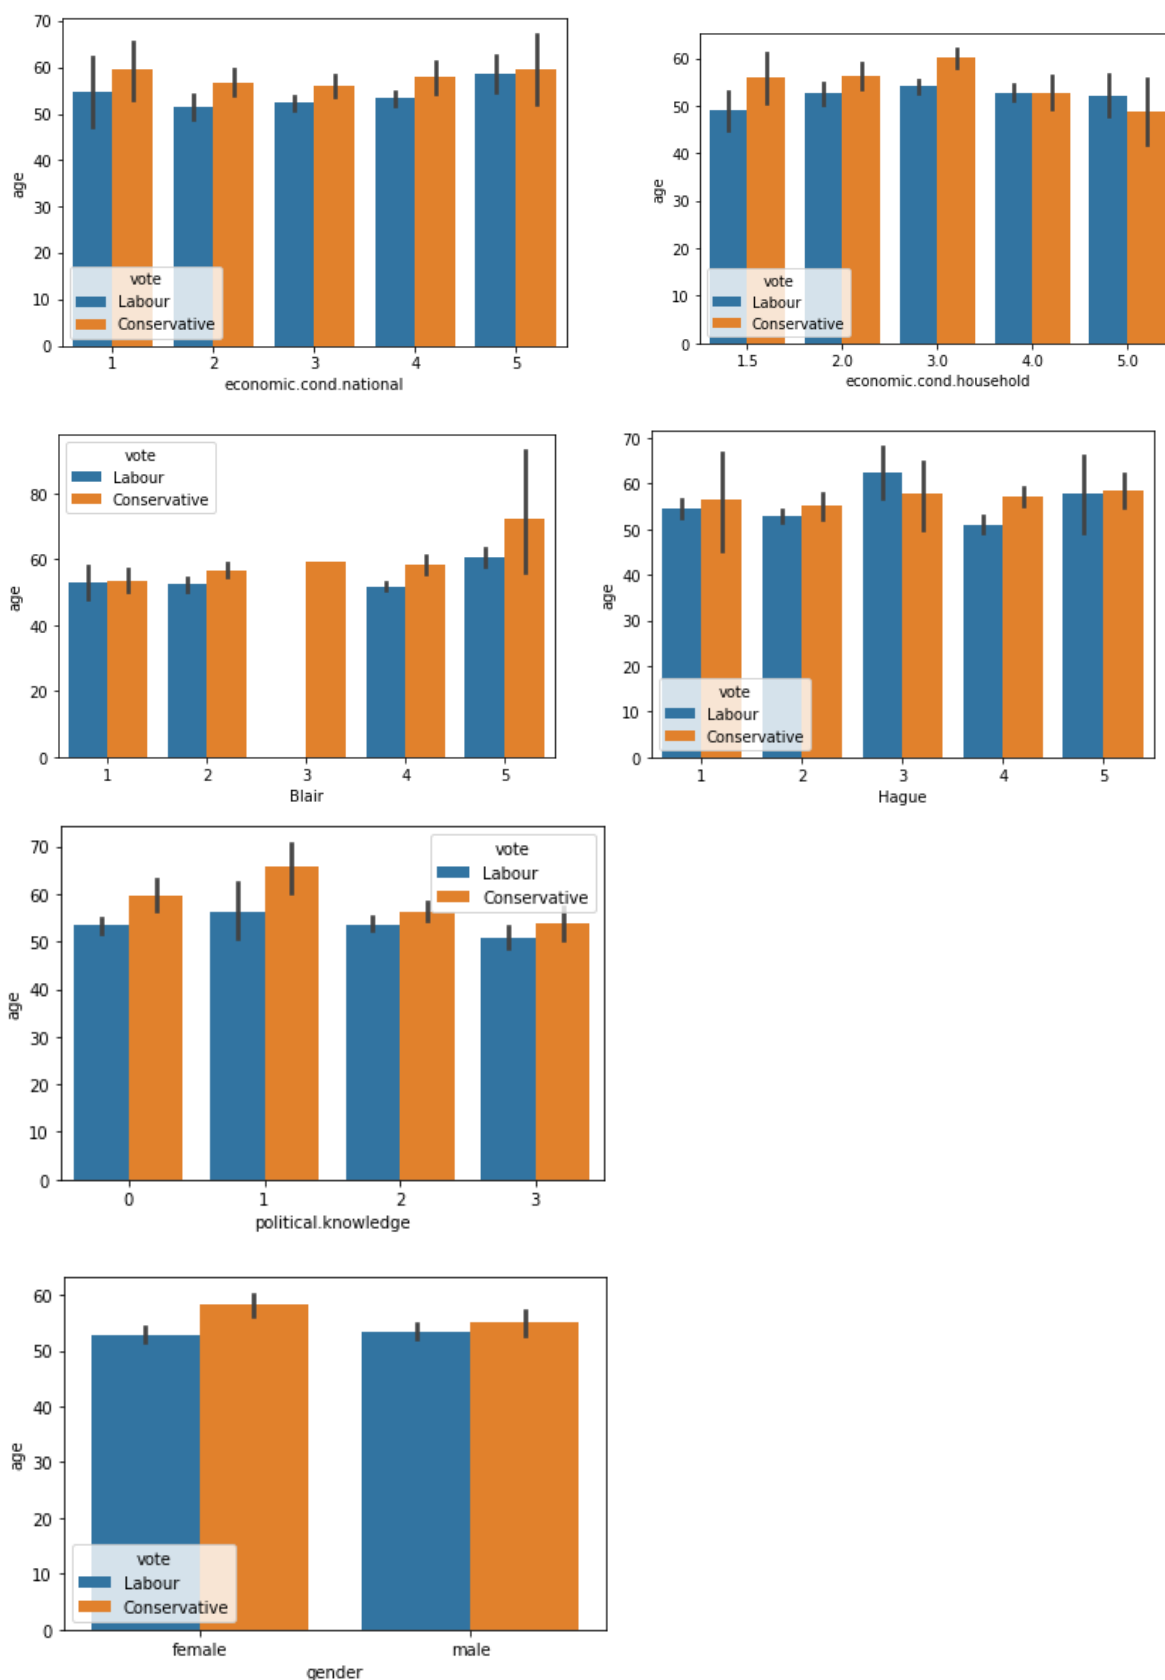 70
60
50
40
30
20
10
0
age
vote
Labour
Conservative
1 2 3 4 5
economic.cond.national
60
50
40
30
20
10
0
age
vote
Labour
Conservative
1.5 2.0 3.0 4.0 5.0
economic.cond.household
80
60
40
20
0
age
vote
Labour
Conservative
1 2 3 4 5
Blair
70
60
50
40
30
20
10
0
age
vote
Labour
Conservative
1 2 3 4 5
Hague
70
60
50
40
30
20
10
0
age
vote
Labour
Conservative
0 1 2 3
political.knowledge
60
50
40
30
20
10
0
age
vote
Labour
Conservative
female male
gender